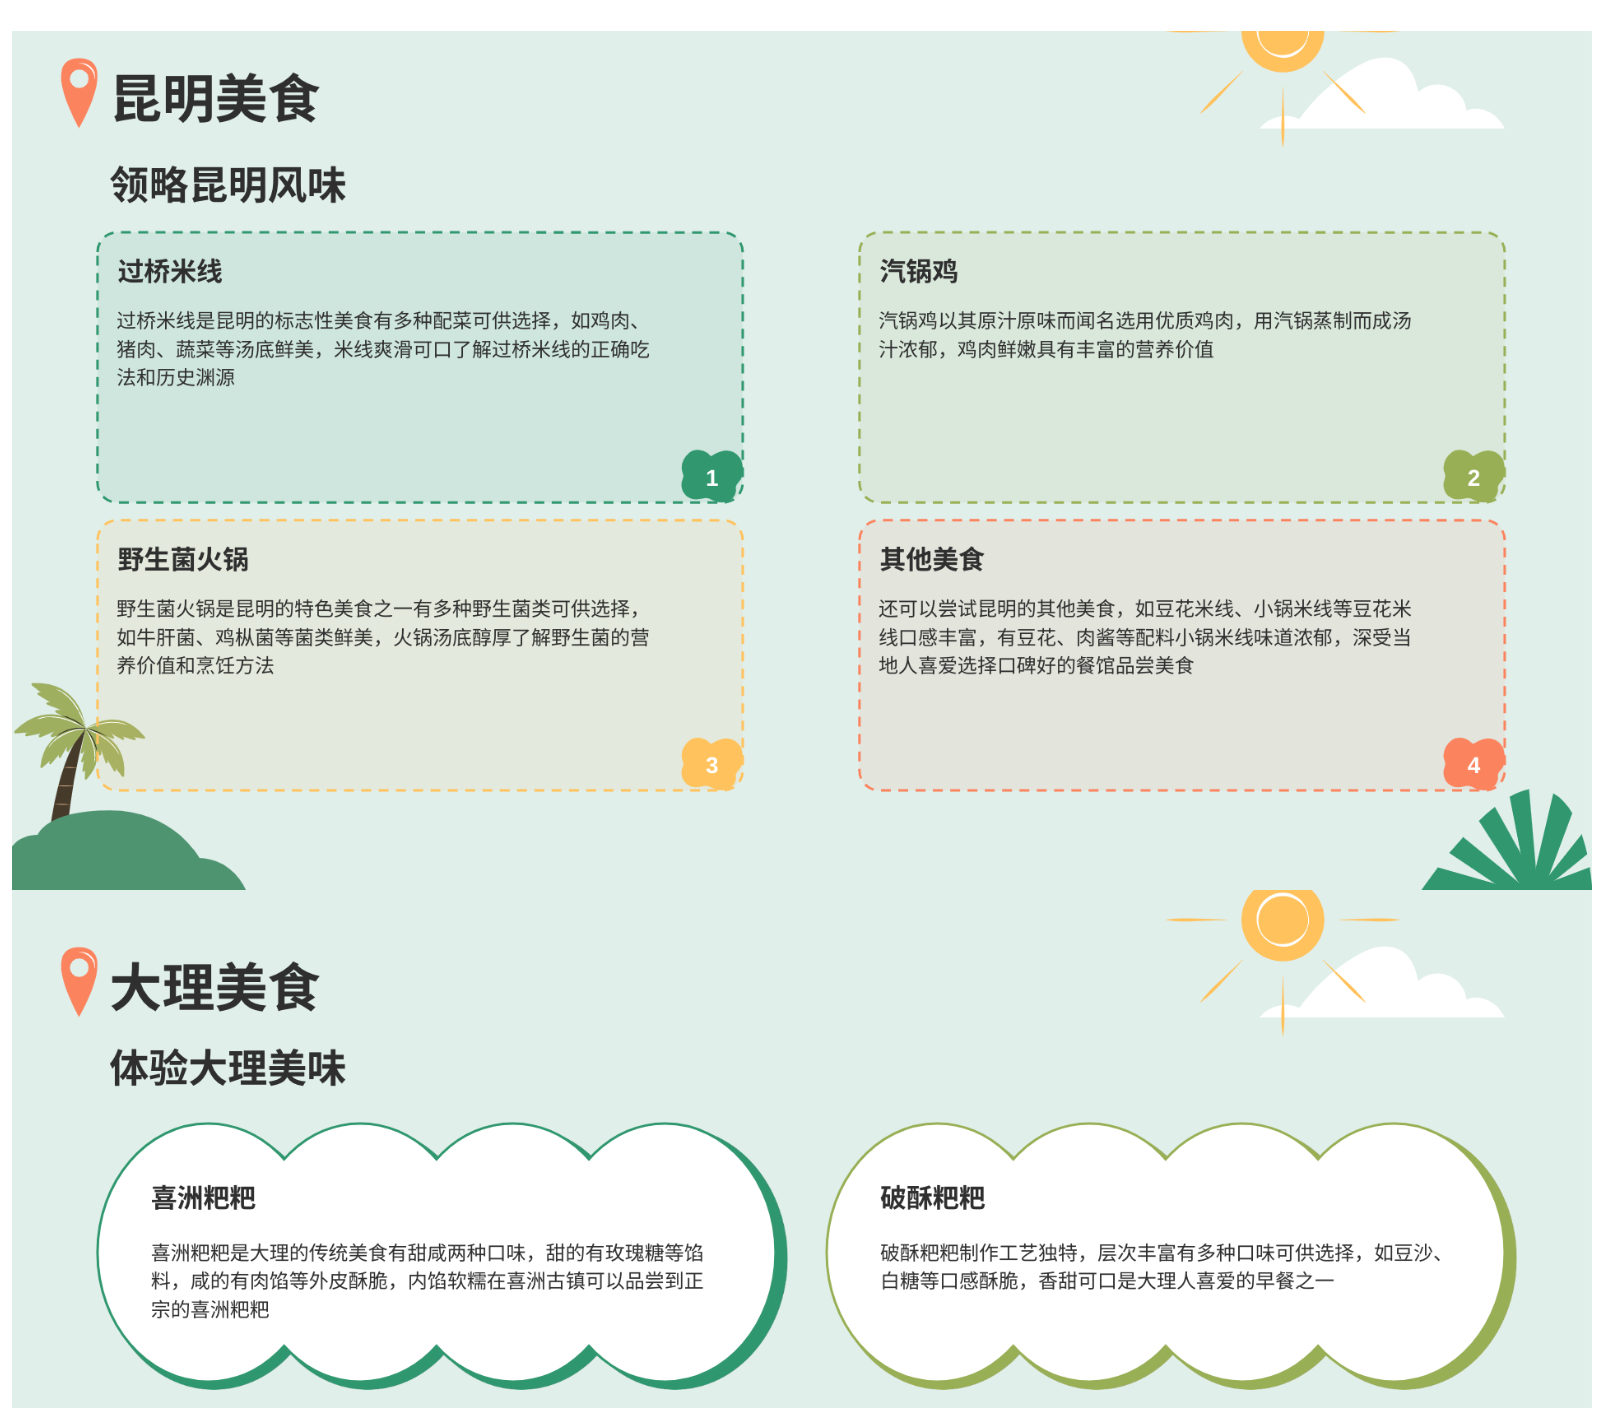 昆明美食
领略昆明风味
过桥米线
过桥米线是昆明的标志性美食有多种配菜可供选择，如鸡肉、
猪肉、蔬菜等汤底鲜美，米线爽滑可口了解过桥米线的正确吃
法和历史渊源
1
汽锅鸡
汽锅鸡以其原汁原味而闻名选用优质鸡肉，用汽锅蒸制而成汤
汁浓郁，鸡肉鲜嫩具有丰富的营养价值
2
野生菌火锅
野生菌火锅是昆明的特色美食之一有多种野生菌类可供选择，
如牛肝菌、鸡枞菌等菌类鲜美，火锅汤底醇厚了解野生菌的营
养价值和烹饪方法
3
其他美食
还可以尝试昆明的其他美食，如豆花米线、小锅米线等豆花米
线口感丰富，有豆花、肉酱等配料小锅米线味道浓郁，深受当
地人喜爱选择口碑好的餐馆品尝美食
4
大理美食
体验大理美味
喜洲粑粑
喜洲粑粑是大理的传统美食有甜咸两种口味，甜的有玫瑰糖等馅
料，咸的有肉馅等外皮酥脆，内馅软糯在喜洲古镇可以品尝到正
宗的喜洲粑粑
破酥粑粑
破酥粑粑制作工艺独特，层次丰富有多种口味可供选择，如豆沙、
白糖等口感酥脆，香甜可口是大理人喜爱的早餐之一